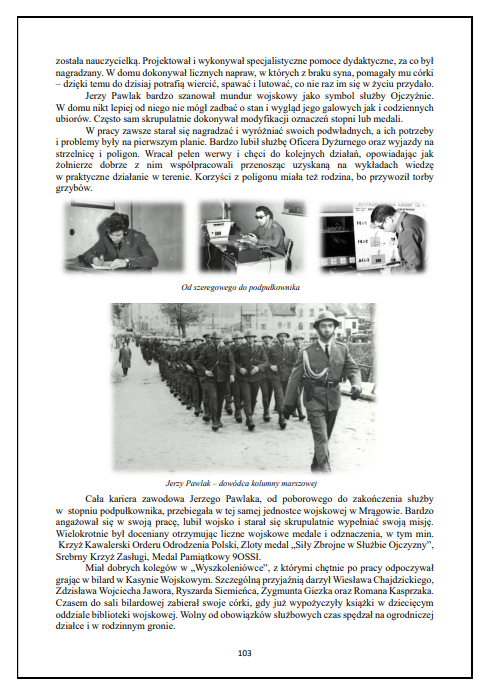 została nauczycielką. Projektował i wykonywał specjalistyczne pomoce dydaktyczne, za co był
nagradzany. W domu dokonywał licznych napraw, w których z braku syna, pomagały mu córki
– dzięki temu do dzisiaj potrafią wiercić, spawać i lutować, co nie raz im się w życiu przydało.
Jerzy Pawlak bardzo szanował mundur wojskowy jako symbol służby Ojczyźnie.
W domu nikt lepiej od niego nie mógł zadbać o stan i wygląd jego galowych jak i codziennych
ubiorów. Często sam skrupulatnie dokonywał modyfikacji oznaczeń stopni lub medali.
W pracy zawsze starał się nagradzać i wyróżniać swoich podwładnych, a ich potrzeby
i problemy były na pierwszym planie. Bardzo lubił służbę Oficera Dyżurnego oraz wyjazdy na
strzelnicę i poligon. Wracał pełen werwy i chęci do kolejnych działań, opowiadając jak
żołnierze dobrze z nim współpracowali przenosząc uzyskaną na wykładach wiedzę
w praktyczne działanie w terenie. Korzyści z poligonu miała też rodzina, bo przywoził torby
grzybów.
Od szeregowego do podpułkownika
Jerzy Pawlak – dowódca kolumny marszowej
Cała kariera zawodowa Jerzego Pawlaka, od poborowego do zakończenia służby
w stopniu podpułkownika, przebiegała w tej samej jednostce wojskowej w Mrągowie. Bardzo
angażował się w swoją pracę, lubił wojsko i starał się skrupulatnie wypełniać swoją misję.
Wielokrotnie był doceniany otrzymując liczne wojskowe medale i odznaczenia, w tym min.
Krzyż Kawalerski Orderu Odrodzenia Polski, Zloty medal „Siły Zbrojne w Służbie Ojczyzny”,
Srebrny Krzyż Zasługi, Medal Pamiątkowy 9OSSł.
Miał dobrych kolegów w „Wyszkoleniówce”, z którymi chętnie po pracy odpoczywał
grając w bilard w Kasynie Wojskowym. Szczególną przyjaźnią darzył Wiesława Chajdzickiego,
Zdzisława Wojciecha Jawora, Ryszarda Siemieńca, Zygmunta Giezka oraz Romana Kasprzaka.
Czasem do sali bilardowej zabierał swoje córki, gdy już wypożyczyły książki w dziecięcym
oddziale biblioteki wojskowej. Wolny od obowiązków służbowych czas spędzał na ogrodniczej
działce i w rodzinnym gronie.
103